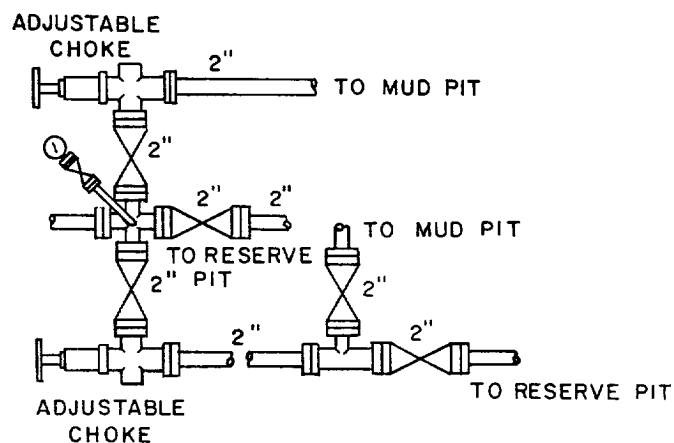 ADJUSTABLE
CHOKE
2"
TO MUD PIT
2"
2"
2"
TO RESERVE
PIT
2"
TO MUD PIT
2"
2"
2"
TO RESERVE PIT
ADJUSTABLE
CHOKE